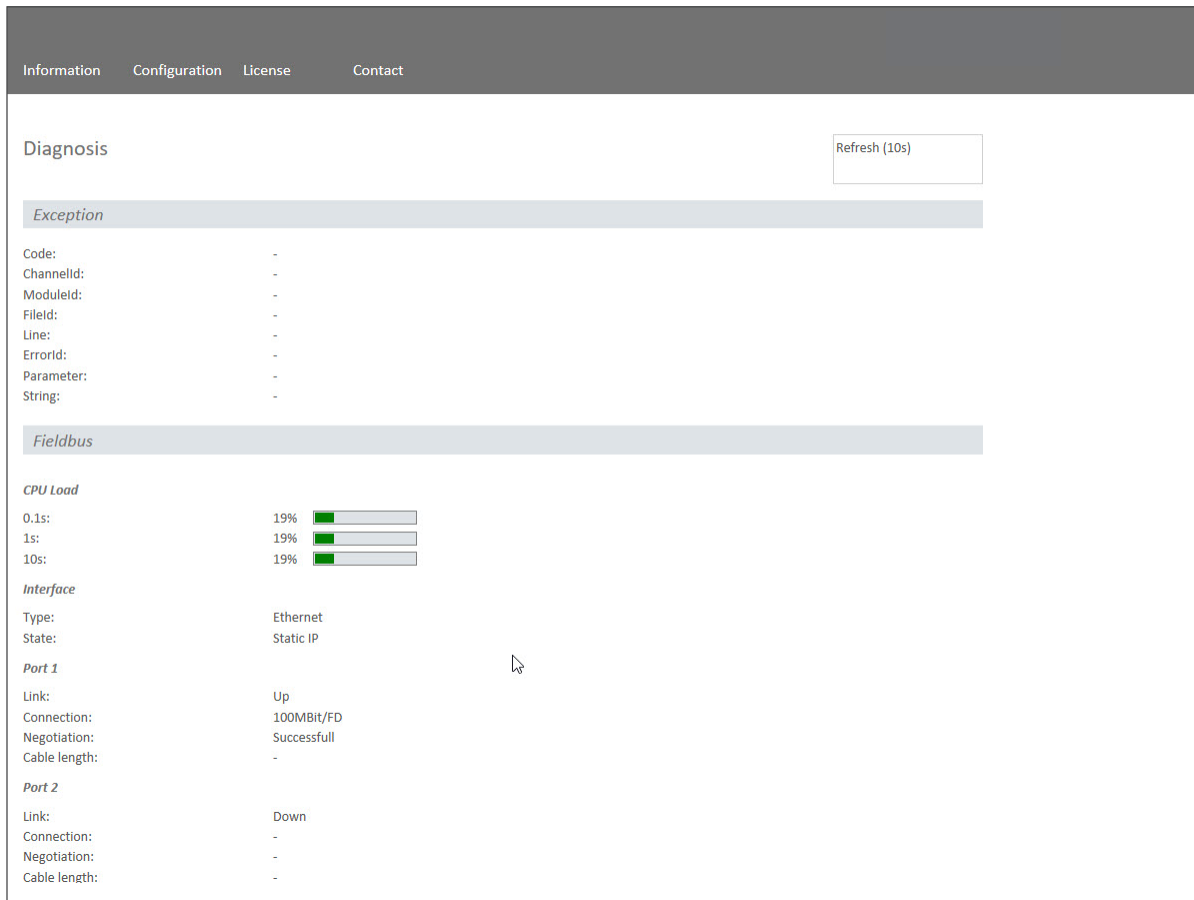 Information Configuration License Contact
Diagnosis
Refresh (10s)
Exception
Code: -
ChannelId: -
ModuleId: -
FileId: -
Line: -
ErrorId: -
Parameter: -
String: -
Fieldbus
CPU Load
0.1s: 19%
1s: 19%
10s: 19%
Interface
Type: Ethernet
State: Static IP
Port 1
Link: Up
Connection: 100MBit/FD
Negotiation: Successfull
Cable length: -
Port 2
Link: Down
Connection: -
Negotiation: -
Cable length: -